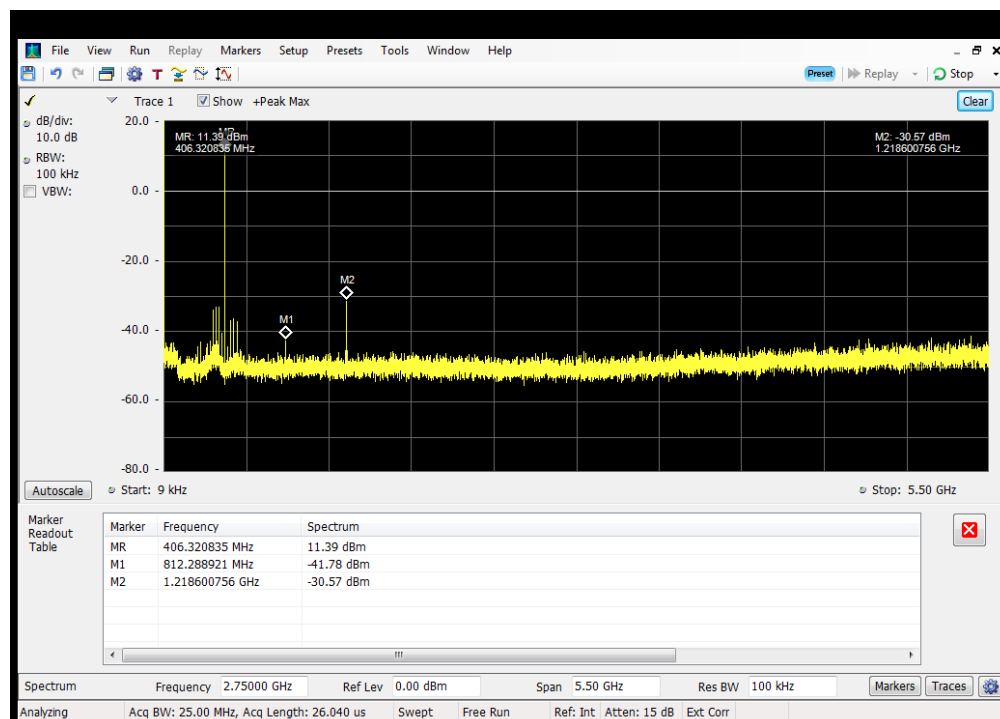 File View Run Replay Markers Setup Presets Tools Window Help
Preset Replay Stop
Trace 1 Show +Peak Max Clear
dB/div:
10.0 dB
RBW:
100 kHz
VBW:
20.0 -
0.0 -
-20.0 -
-40.0 -
-60.0 -
-80.0 -
MR: 11.39 dBm
406.320835 MHz
M2: -30.57 dBm
1.218600756 GHz
M2
M1
Autoscale Start: 9 kHz Stop: 5.50 GHz
Marker
Readout
Table
Marker Frequency Spectrum
MR 406.320835 MHz 11.39 dBm
M1 812.288921 MHz -41.78 dBm
M2 1.218600756 GHz -30.57 dBm
Spectrum Frequency 2.75000 GHz Ref Lev 0.00 dBm Span 5.50 GHz Res BW 100 kHz Markers Traces
Analyzing Acq BW: 25.00 MHz, Acq Length: 26.040 us Swept Free Run Ref: Int Atten: 15 dB Ext Corr